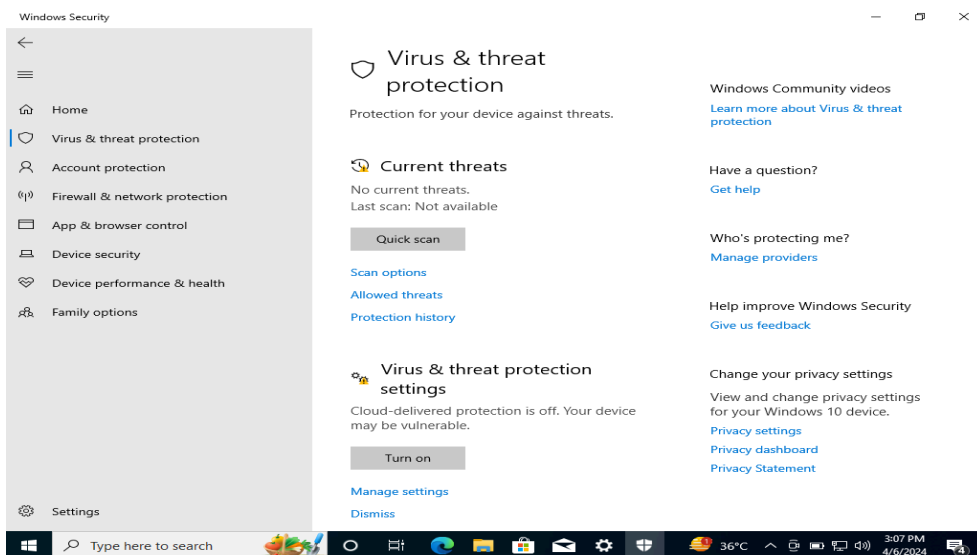 Windows Security
Home
Virus & threat protection
Account protection
Firewall & network protection
App & browser control
Device security
Device performance & health
Family options
Settings
Virus & threat
protection
Protection for your device against threats.
Current threats
No current threats.
Last scan: Not available
Quick scan
Scan options
Allowed threats
Protection history
Virus & threat protection
settings
Cloud-delivered protection is off. Your device
may be vulnerable.
Turn on
Manage settings
Dismiss
Windows Community videos
Learn more about Virus & threat
protection
Have a question?
Get help
Who's protecting me?
Manage providers
Help improve Windows Security
Give us feedback
Change your privacy settings
View and change privacy settings
for your Windows 10 device.
Privacy settings
Privacy dashboard
Privacy Statement
Type here to search
36°C
3:07 PM
4/6/2024